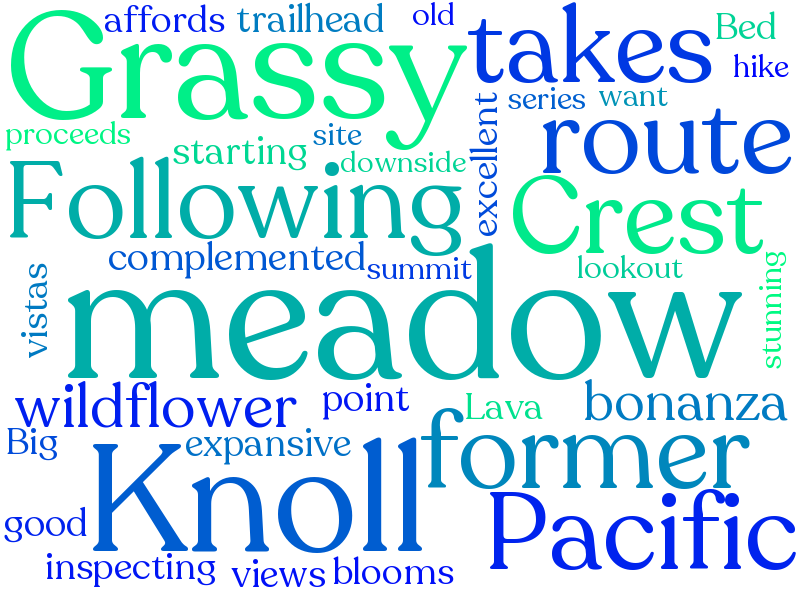 affords
trailhead
old
Grassy
takes
Bed
hike
series
want
proceeds
starting
site
downside
excellent
route
Following
Crest
complemented
summit
lookout
vistas
meadow
stunning
wildflower
point
Lava
bonanza
Big
expansive
former
Knoll
good
Pacific
inspecting
views
blooms